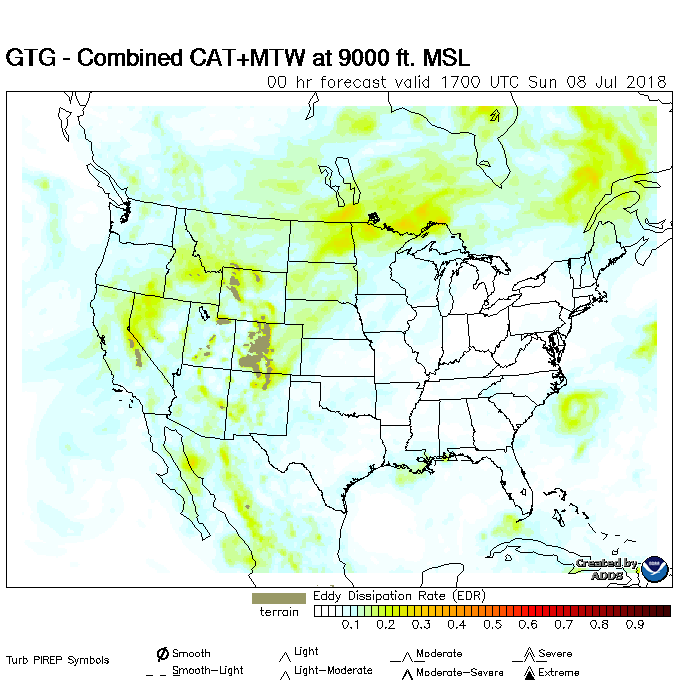 GTG - Combined CAT+MTW at 9000 ft. MSL
00 hr forecast valid 1700 UTC Sun 08 Jul 2018
Created by
ADDS
Eddy Dissipation Rate (EDR)
terrain
0.1 0.2 0.3 0.4 0.5 0.6 0.7 0.8 0.9
Turb PIREP Symbols
Smooth
Light
Moderate
Severe
Smooth-Light
Light-Moderate
Moderate-Severe
Extreme